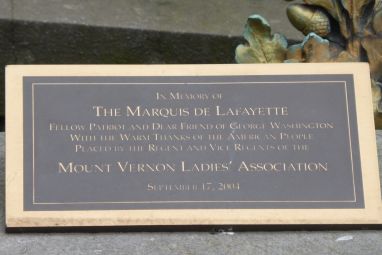 In Memory of
The Marquis de Lafayette
Fellow Patriot and Dear Friend of George Washington
With the Warm Thanks of the American People
Placed by the Regent and Vice Regents of the
Mount Vernon Ladies' Association
September 17, 2004